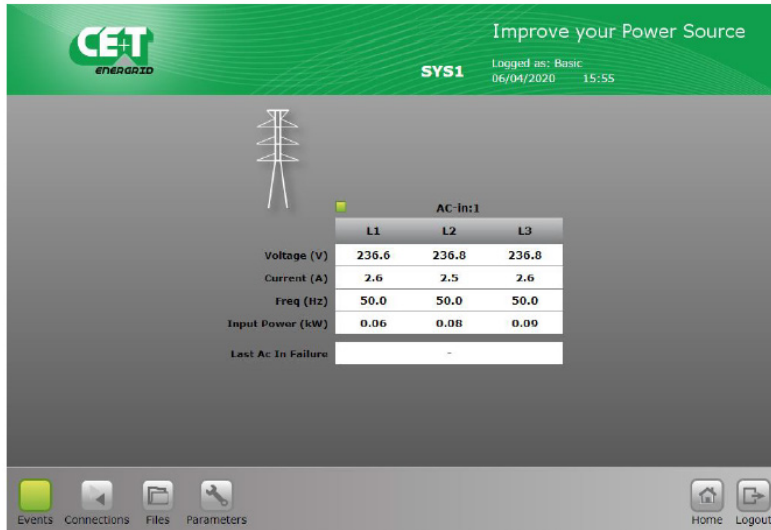 CE+T
ENERGRID
Improve your Power Source
SYS1
Logged as: Basic
06/04/2020 15:55
AC-in:1
L1 L2 L3
Voltage (V) 236.6 236.8 236.8
Current (A) 2.6 2.5 2.6
Freq (Hz) 50.0 50.0 50.0
Input Power (kW) 0.06 0.08 0.09
Last Ac In Failure -
Events Connections Files Parameters Home Logout